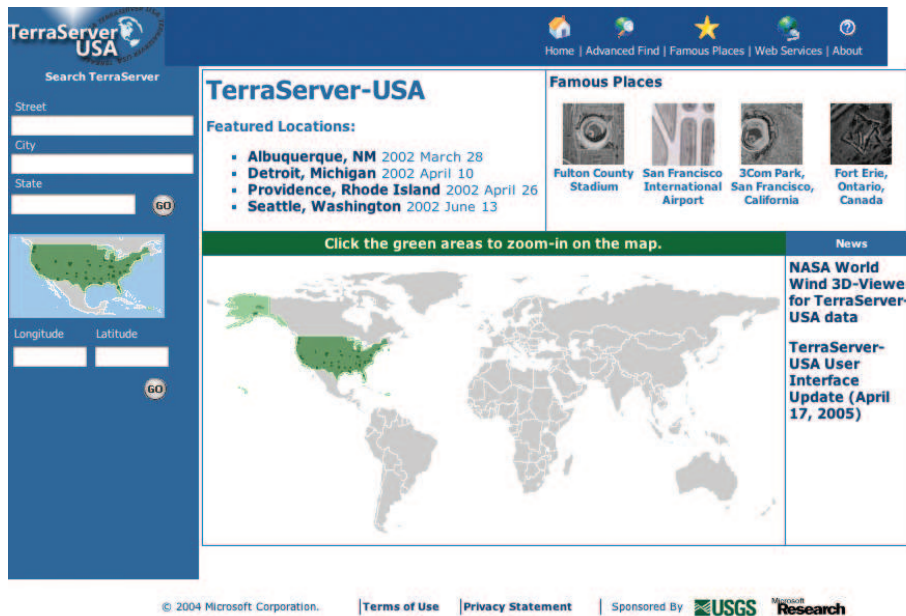 TerraServer
USA
Home | Advanced Find | Famous Places | Web Services | About
Search TerraServer
Street
City
State
GO
Longitude Latitude
GO
TerraServer-USA
Featured Locations:
Albuquerque, NM 2002 March 28
Detroit, Michigan 2002 April 10
Providence, Rhode Island 2002 April 26
Seattle, Washington 2002 June 13
Famous Places
Fulton County
Stadium
San Francisco
International
Airport
3Com Park,
San Francisco,
California
Fort Erie,
Ontario,
Canada
Click the green areas to zoom-in on the map.
News
NASA World
Wind 3D-Viewer
for TerraServer-
USA data
TerraServer-
USA User
Interface
Update (April
17, 2005)
© 2004 Microsoft Corporation. | Terms of Use | Privacy Statement | Sponsored By USGS Microsoft Research